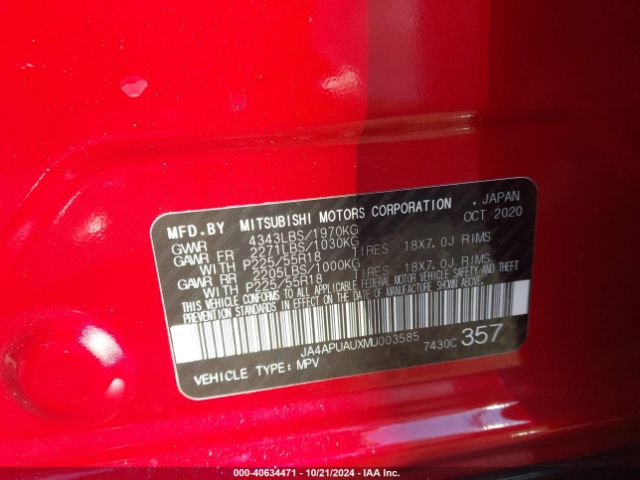 MFD.BY MITSUBISHI MOTORS CORPORATION . JAPAN
OCT 2020
GVWR 4343LBS/1970KG
GAWR FR 2271LBS/1030KG
WITH P225/55R18 TIRES 18X7.0J RIMS
GAWR RR 2205LBS/1000KG
WITH P225/55R18 TIRES 18X7.0J RIMS
THIS VEHICLE CONFORMS TO ALL APPLICABLE FEDERAL MOTOR VEHICLE SAFETY AND THEFT
PREVENTION STANDARDS IN EFFECT ON THE DATE OF MANUFACTURE SHOWN ABOVE.
JA4APUAUXMU003585 7430C 357
VEHICLE TYPE: MPV
000-40634471 - 10/21/2024 - IAA Inc.